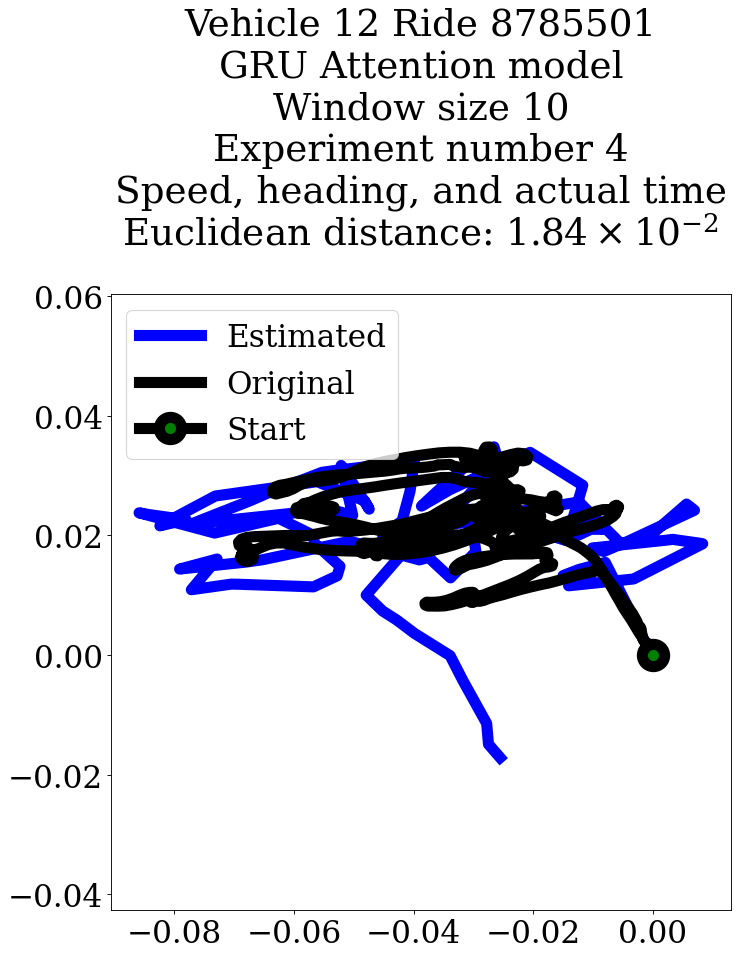 Vehicle 12 Ride 8785501
GRU Attention model
Window size 10
Experiment number 4
Speed, heading, and actual time
Euclidean distance: 1.84 × 10⁻²
0.06
0.04
0.02
0.00
−0.02
−0.04
Estimated
Original
Start
−0.08 −0.06 −0.04 −0.02 0.00